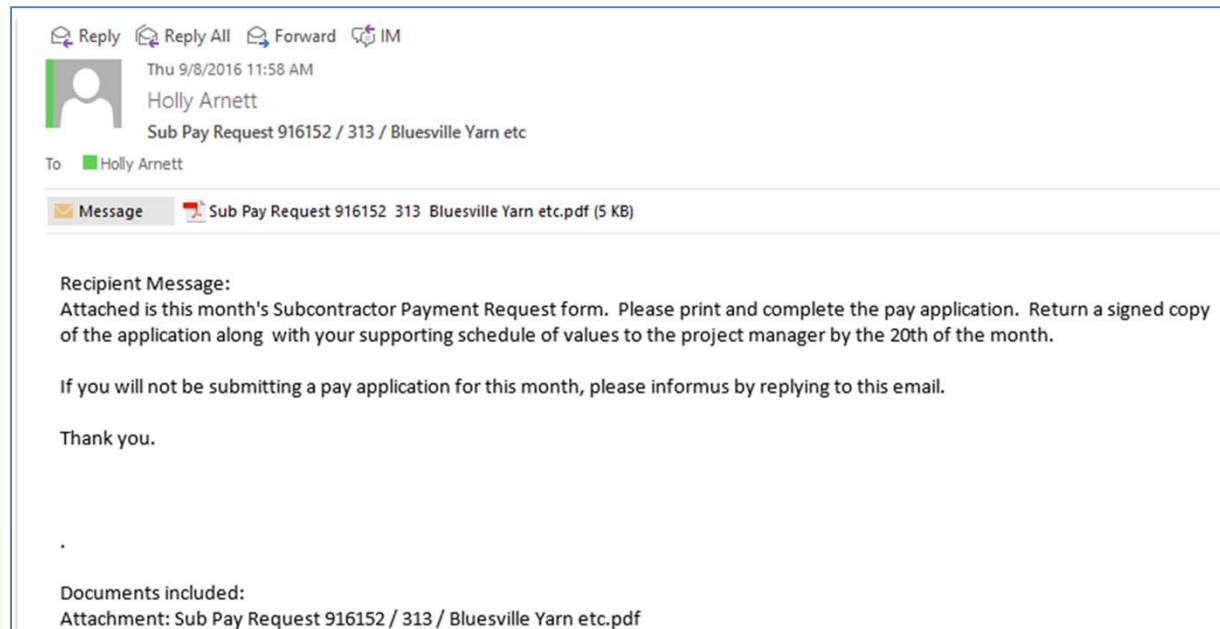 Reply Reply All Forward IM
Thu 9/8/2016 11:58 AM
Holly Arnett
Sub Pay Request 916152 / 313 / Bluesville Yarn etc
To Holly Arnett
Message Sub Pay Request 916152 313 Bluesville Yarn etc.pdf (5 KB)
Recipient Message:
Attached is this month's Subcontractor Payment Request form. Please print and complete the pay application. Return a signed copy
of the application along with your supporting schedule of values to the project manager by the 20th of the month.
If you will not be submitting a pay application for this month, please informus by replying to this email.
Thank you.
.
Documents included:
Attachment: Sub Pay Request 916152 / 313 / Bluesville Yarn etc.pdf